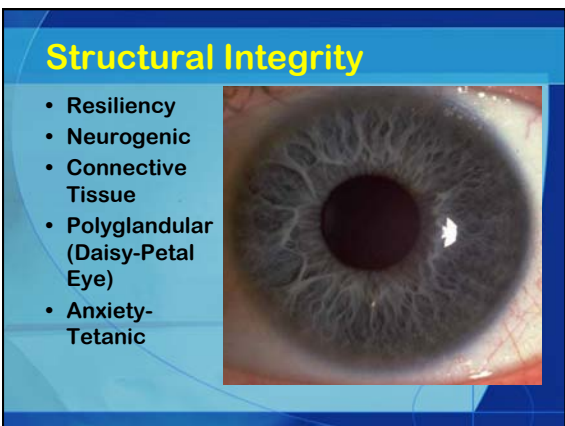 Structural Integrity
• Resiliency
• Neurogenic
• Connective
Tissue
• Polyglandular
(Daisy-Petal
Eye)
• Anxiety-
Tetanic